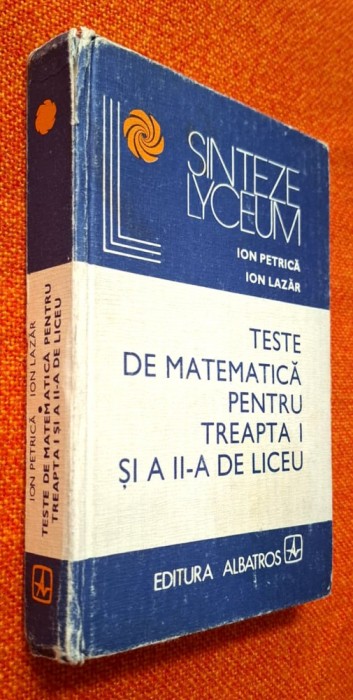 SINTEZE
LYCEUM
ION PETRICĂ
ION LAZĂR
TESTE
DE MATEMATICĂ
PENTRU
TREAPTA I
ȘI A II-A DE LICEU
EDITURA ALBATROS
ION PETRICĂ ION LAZĂR
TESTE DE MATEMATICĂ PENTRU
TREAPTA I ȘI A II-A DE LICEU